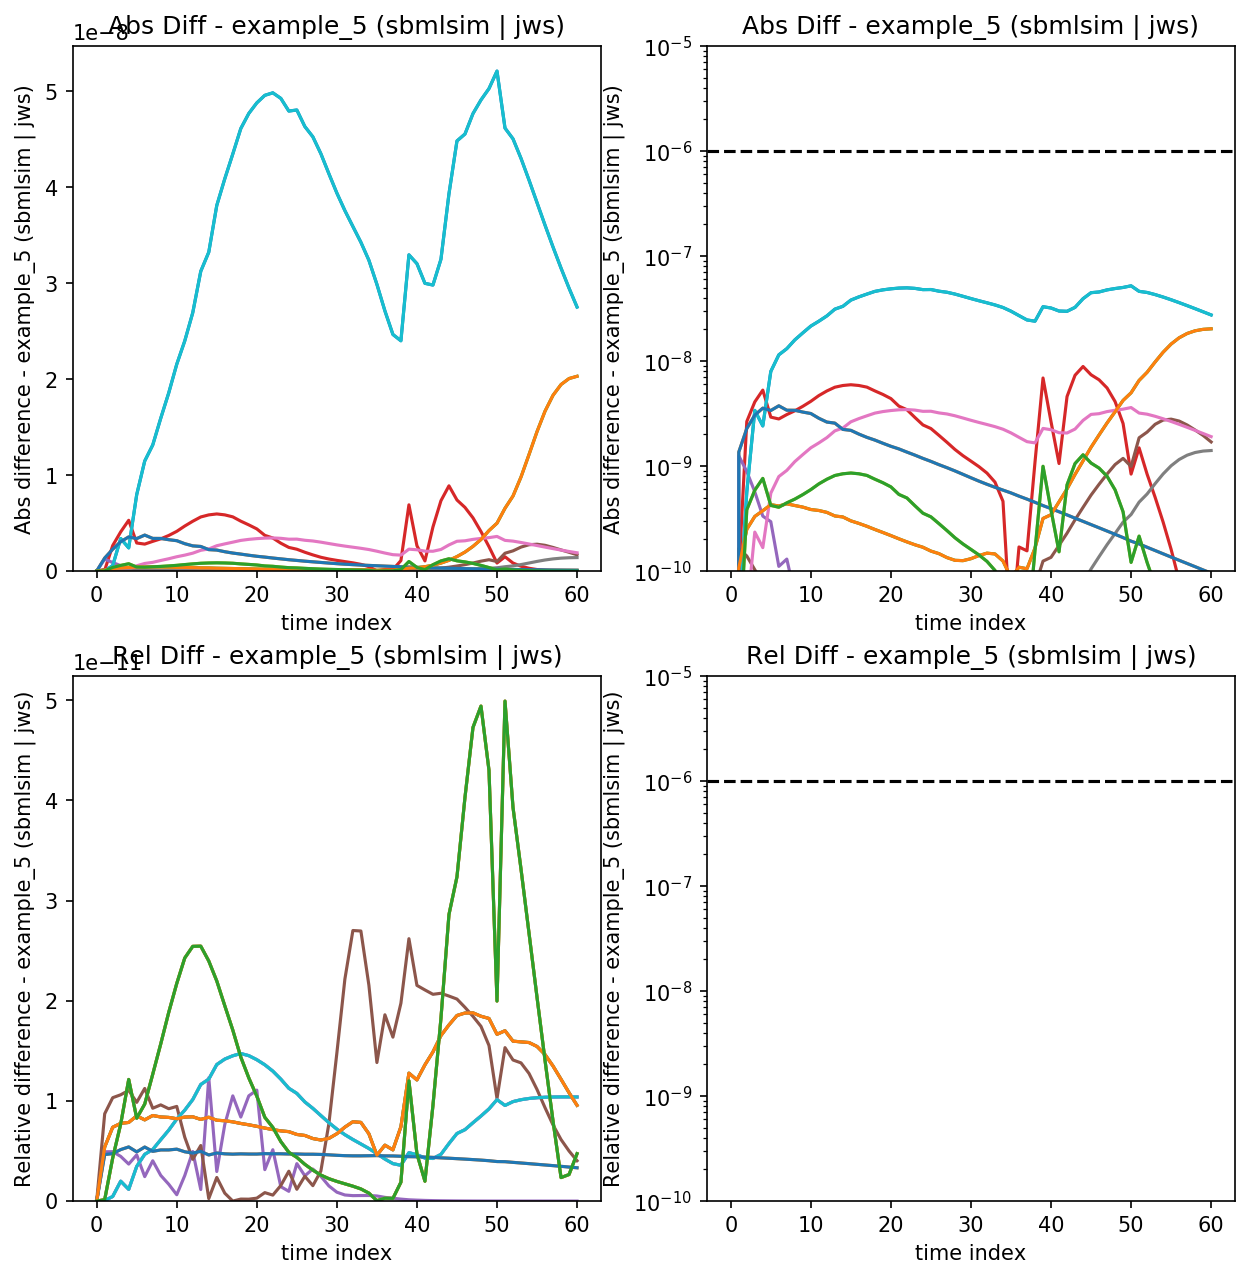 Abs Diff - example_5 (sbmlsim | jws)
1e−8
Abs difference - example_5 (sbmlsim | jws)
5
4
3
2
1
0
0 10 20 30 40 50 60
time index
Abs Diff - example_5 (sbmlsim | jws)
Abs difference - example_5 (sbmlsim | jws)
10−5
10−6
10−7
10−8
10−9
10−10
0 10 20 30 40 50 60
time index
Rel Diff - example_5 (sbmlsim | jws)
1e−11
Relative difference - example_5 (sbmlsim | jws)
5
4
3
2
1
0
0 10 20 30 40 50 60
time index
Rel Diff - example_5 (sbmlsim | jws)
Relative difference - example_5 (sbmlsim | jws)
10−5
10−6
10−7
10−8
10−9
10−10
0 10 20 30 40 50 60
time index